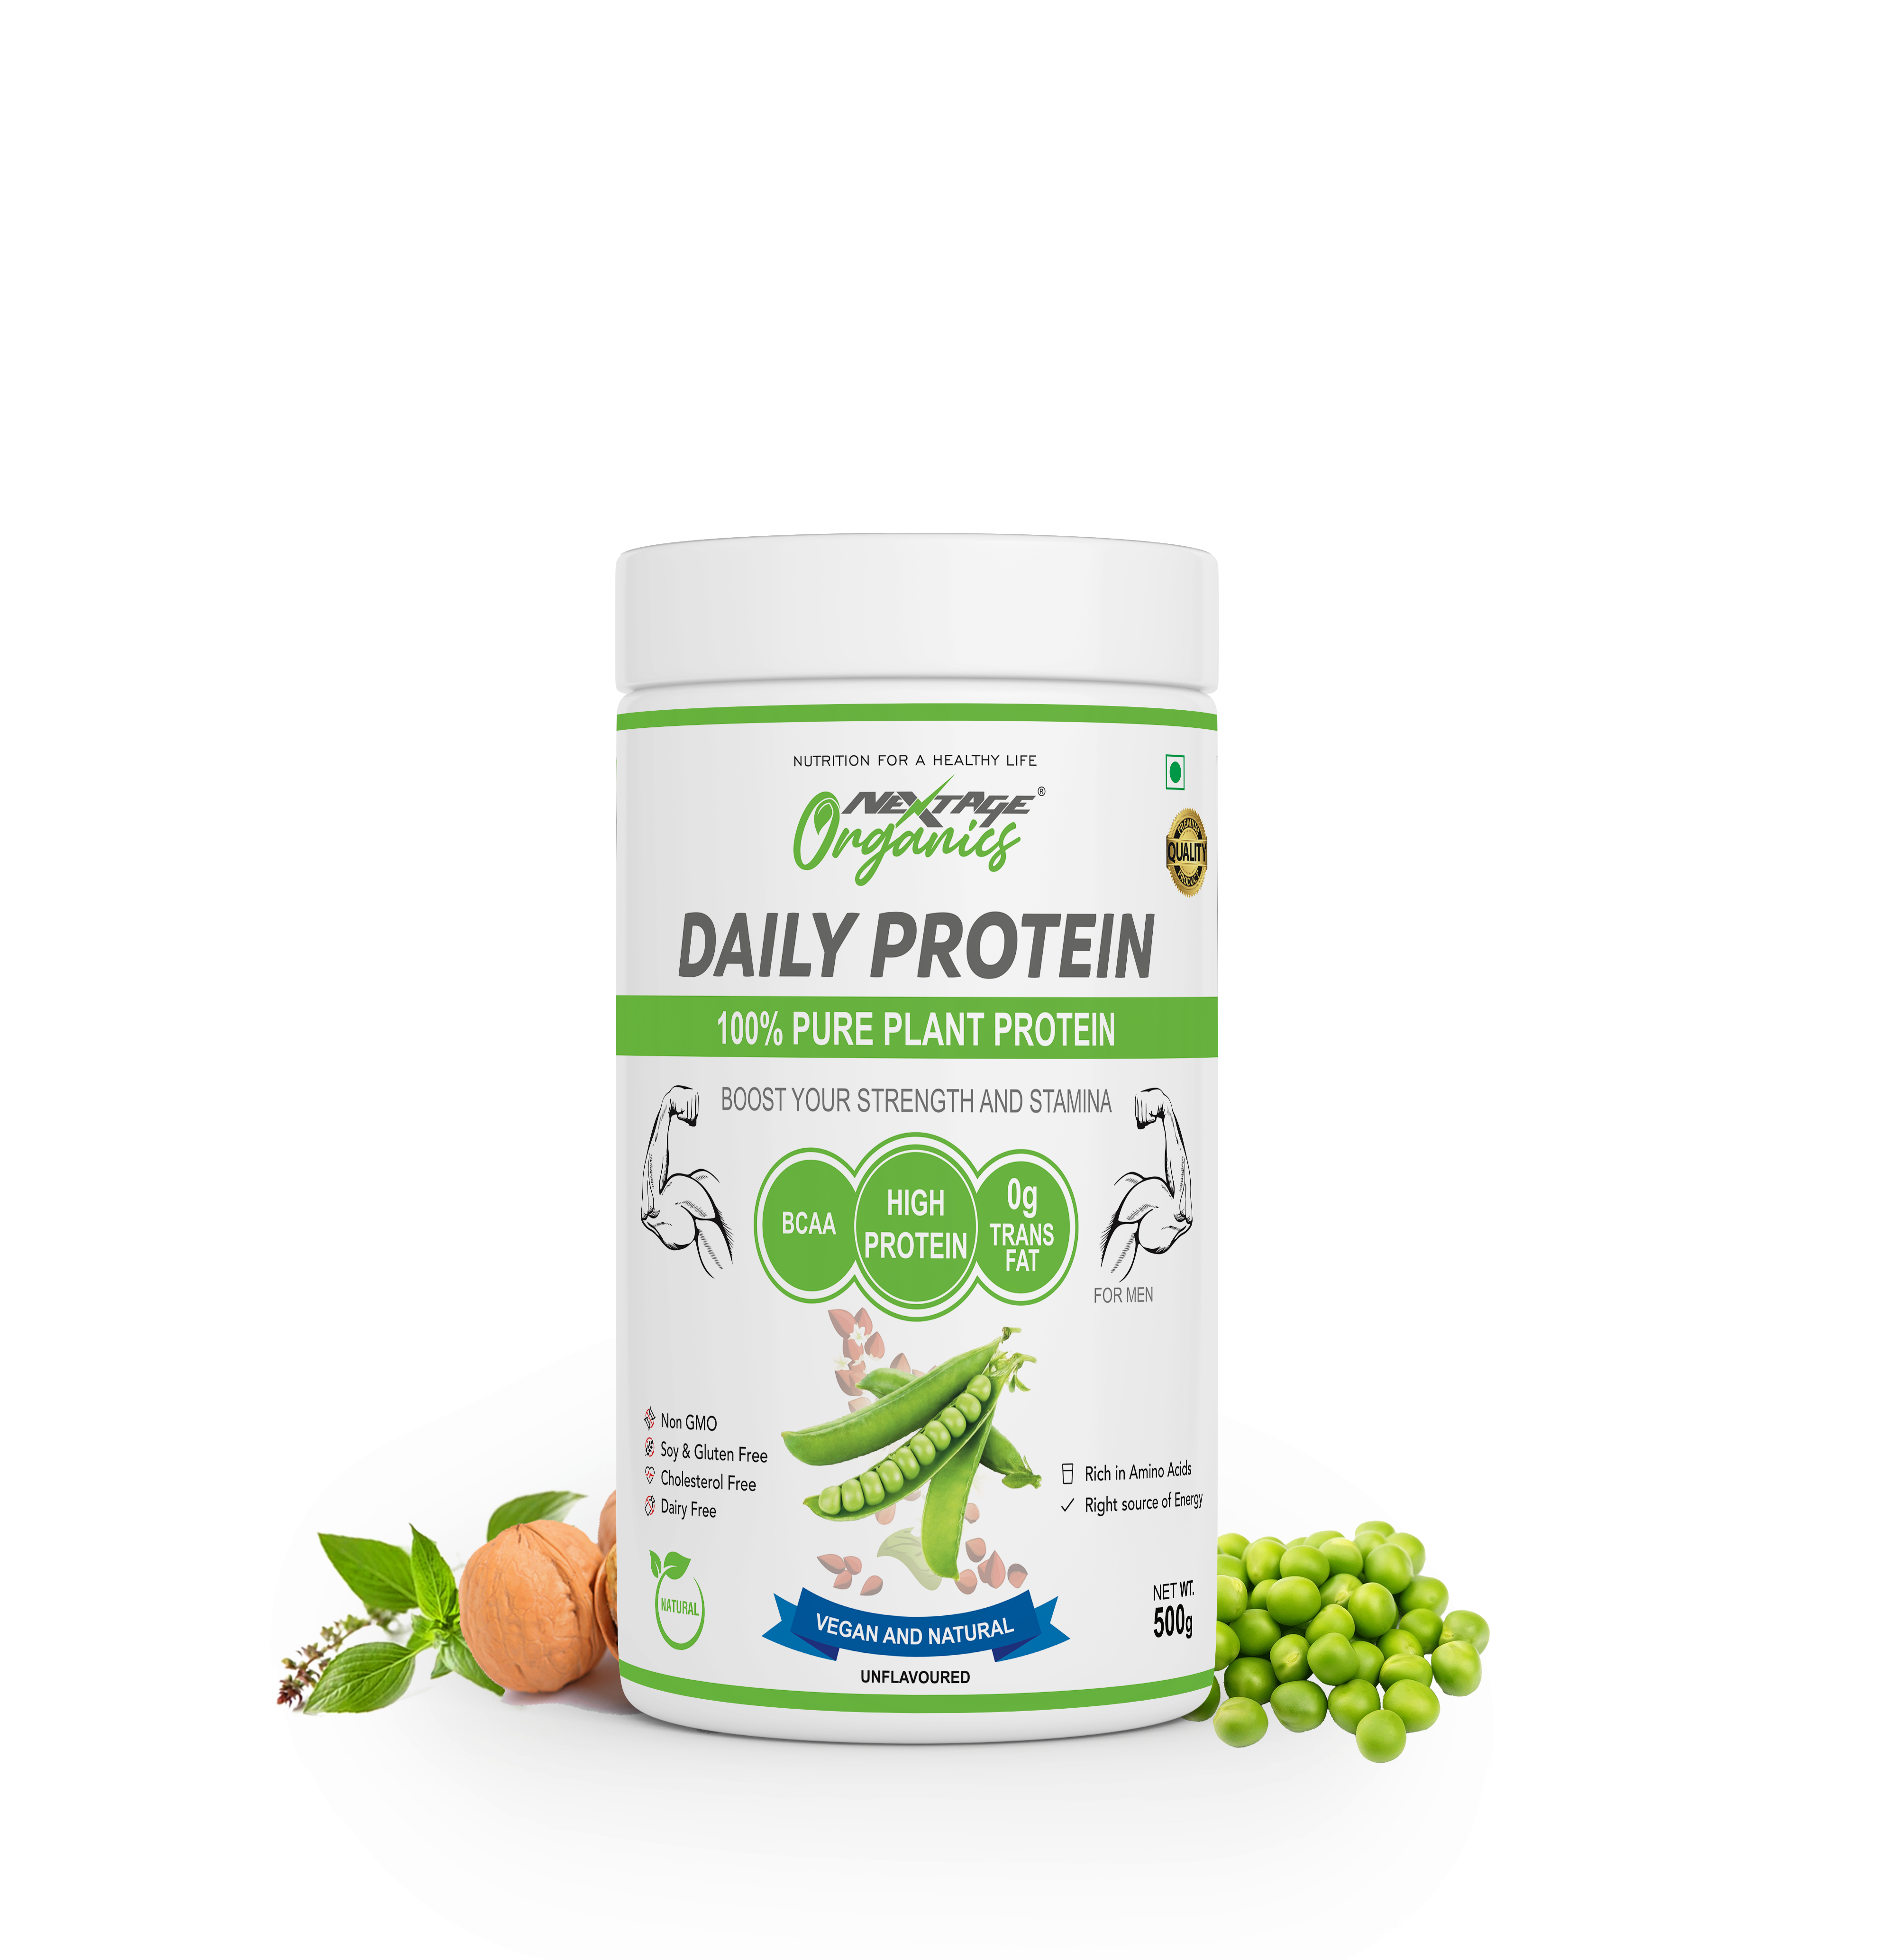 NUTRITION FOR A HEALTHY LIFE
NEXTAGE®
Organics
PREMIUM
QUALITY
PRODUCT
DAILY PROTEIN
100% PURE PLANT PROTEIN
BOOST YOUR STRENGTH AND STAMINA
BCAA
HIGH
PROTEIN
0g
TRANS
FAT
FOR MEN
Non GMO
Soy & Gluten Free
Cholesterol Free
Dairy Free
Rich in Amino Acids
Right source of Energy
NATURAL
VEGAN AND NATURAL
NET WT.
500g
UNFLAVOURED